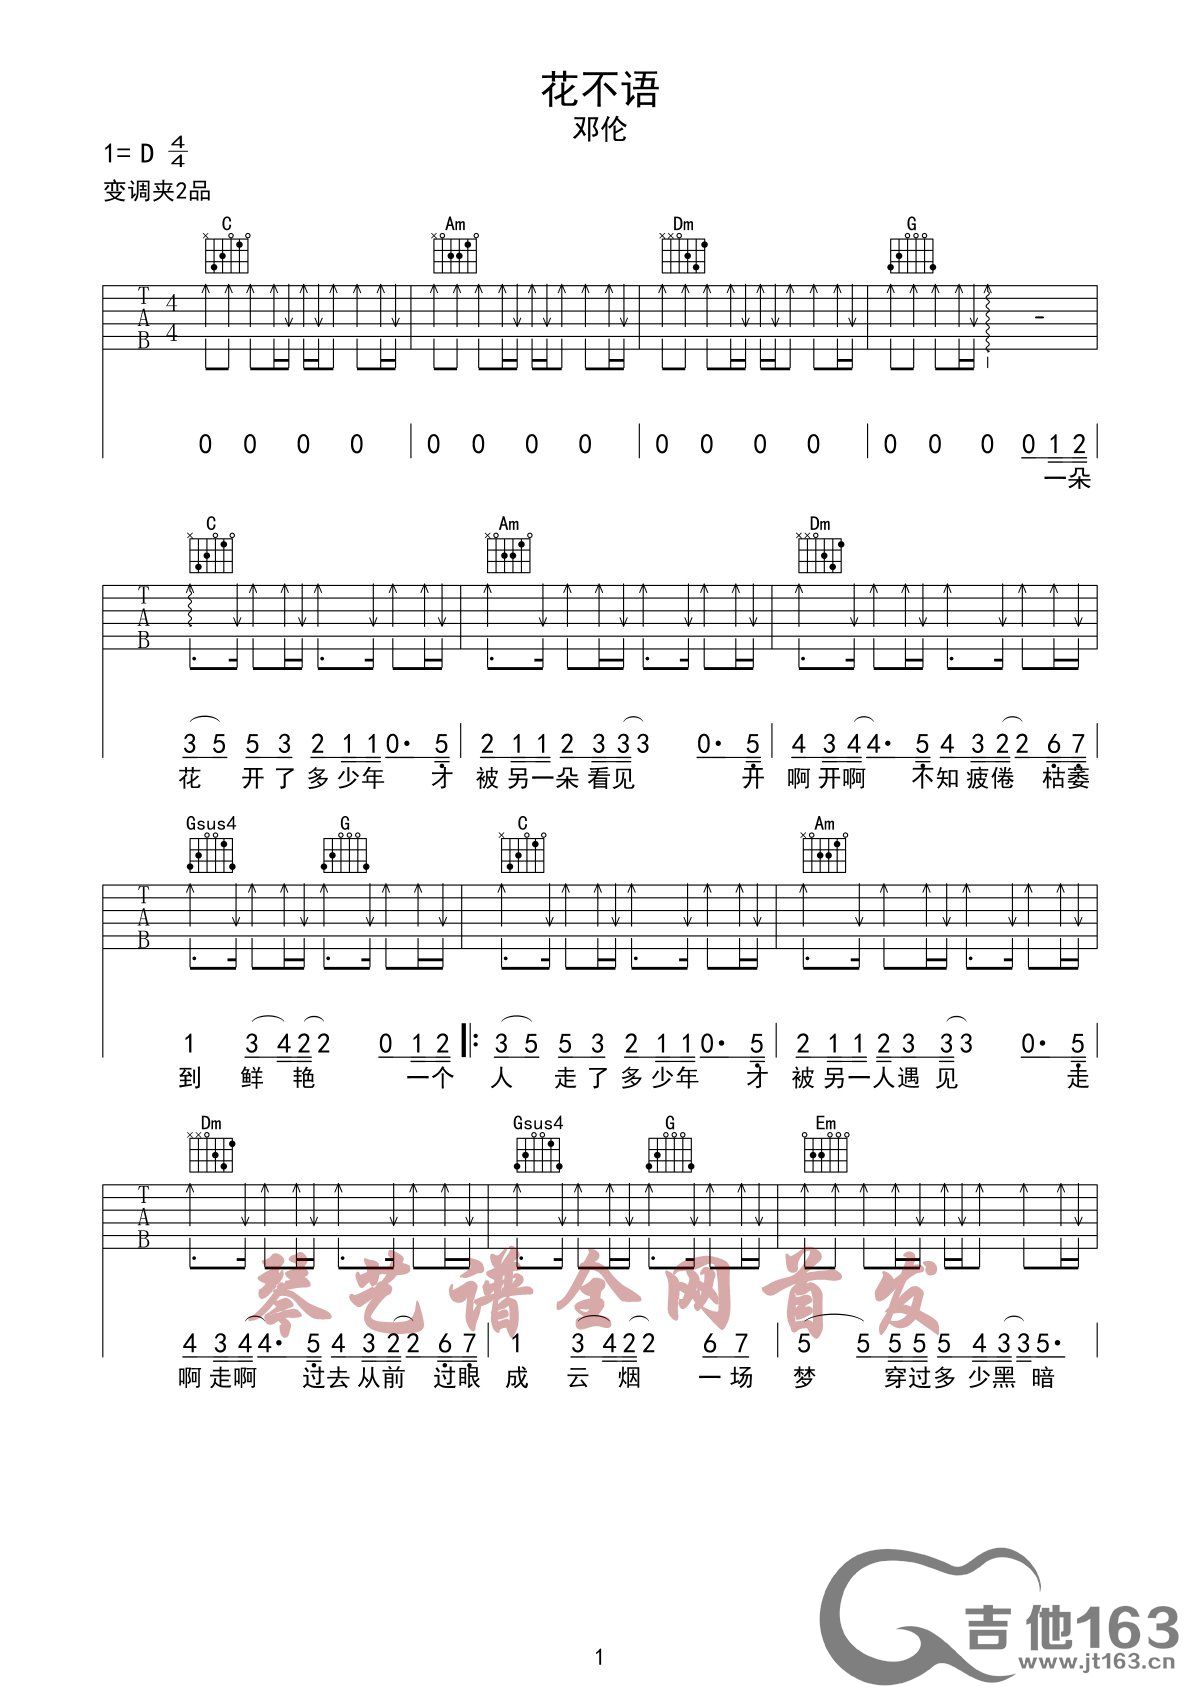 花不语
邓伦
1= D 4/4
变调夹2品
C Am Dm G
T A B 4 4 -
0 0 0 0 0 0 0 0 0 0 0 0 0 0 0 0 1 2
一朵
C Am Dm
T A B
3 5 5 3 2 1 1 0· 5 2 1 1 2 3 3 3 0· 5 4 3 4 4· 5 4 3 2 2 6 7
花 开了多少年 才 被另一朵看见 开 啊开啊 不知疲倦 枯萎
Gsus4 G C Am
T A B
1 3 4 2 2 0 1 2 3 5 5 3 2 1 1 0· 5 2 1 1 2 3 3 3 0· 5
到 鲜 艳 一个 人 走了多少年 才 被另一人遇见 走
Dm Gsus4 G Em
T A B
琴艺谱全网首发
4 3 4 4· 5 4 3 2 2 6 7 1 3 4 2 2 6 7 5 5 5 5 5 4 3 3 5·
啊走啊 过去从前 过眼 成 云 烟 一场 梦 穿过多少黑暗
吉他163
www.jt163.cn
1